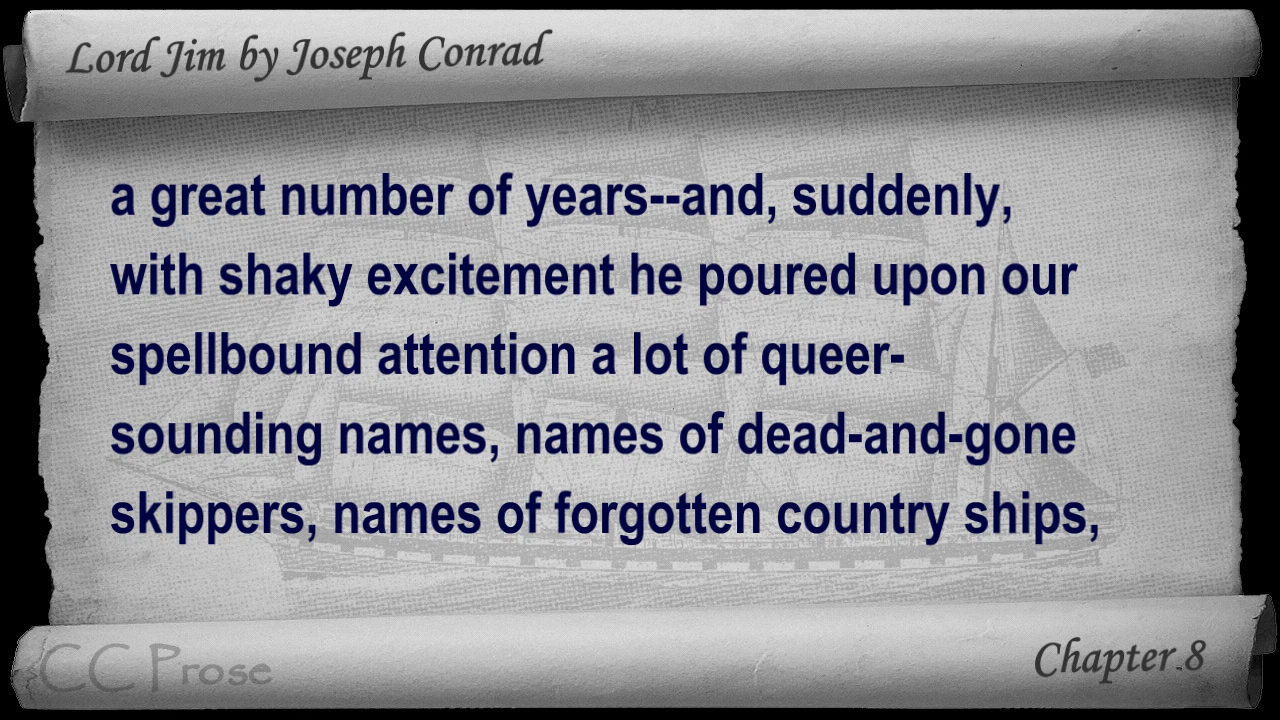 Lord Jim by Joseph Conrad
a great number of years--and, suddenly,
with shaky excitement he poured upon our
spellbound attention a lot of queer-
sounding names, names of dead-and-gone
skippers, names of forgotten country ships,
CC Prose
Chapter 8